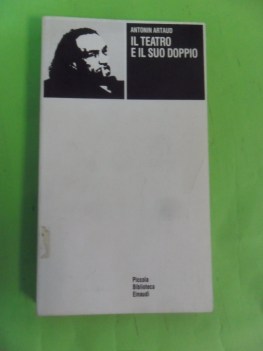 ANTONIN ARTAUD
IL TEATRO
E IL SUO DOPPIO
Piccola
Biblioteca
Einaudi